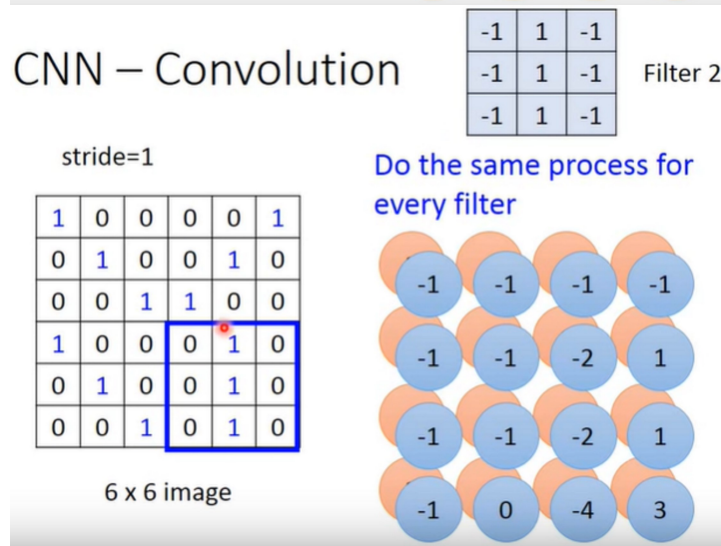 CNN – Convolution
-1 1 -1
-1 1 -1
-1 1 -1
Filter 2
stride=1
Do the same process for
every filter
1 0 0 0 0 1
0 1 0 0 1 0
0 0 1 1 0 0
1 0 0 0 1 0
0 1 0 0 1 0
0 0 1 0 1 0
6 x 6 image
-1 -1 -1 -1
-1 -1 -2 1
-1 -1 -2 1
-1 0 -4 3